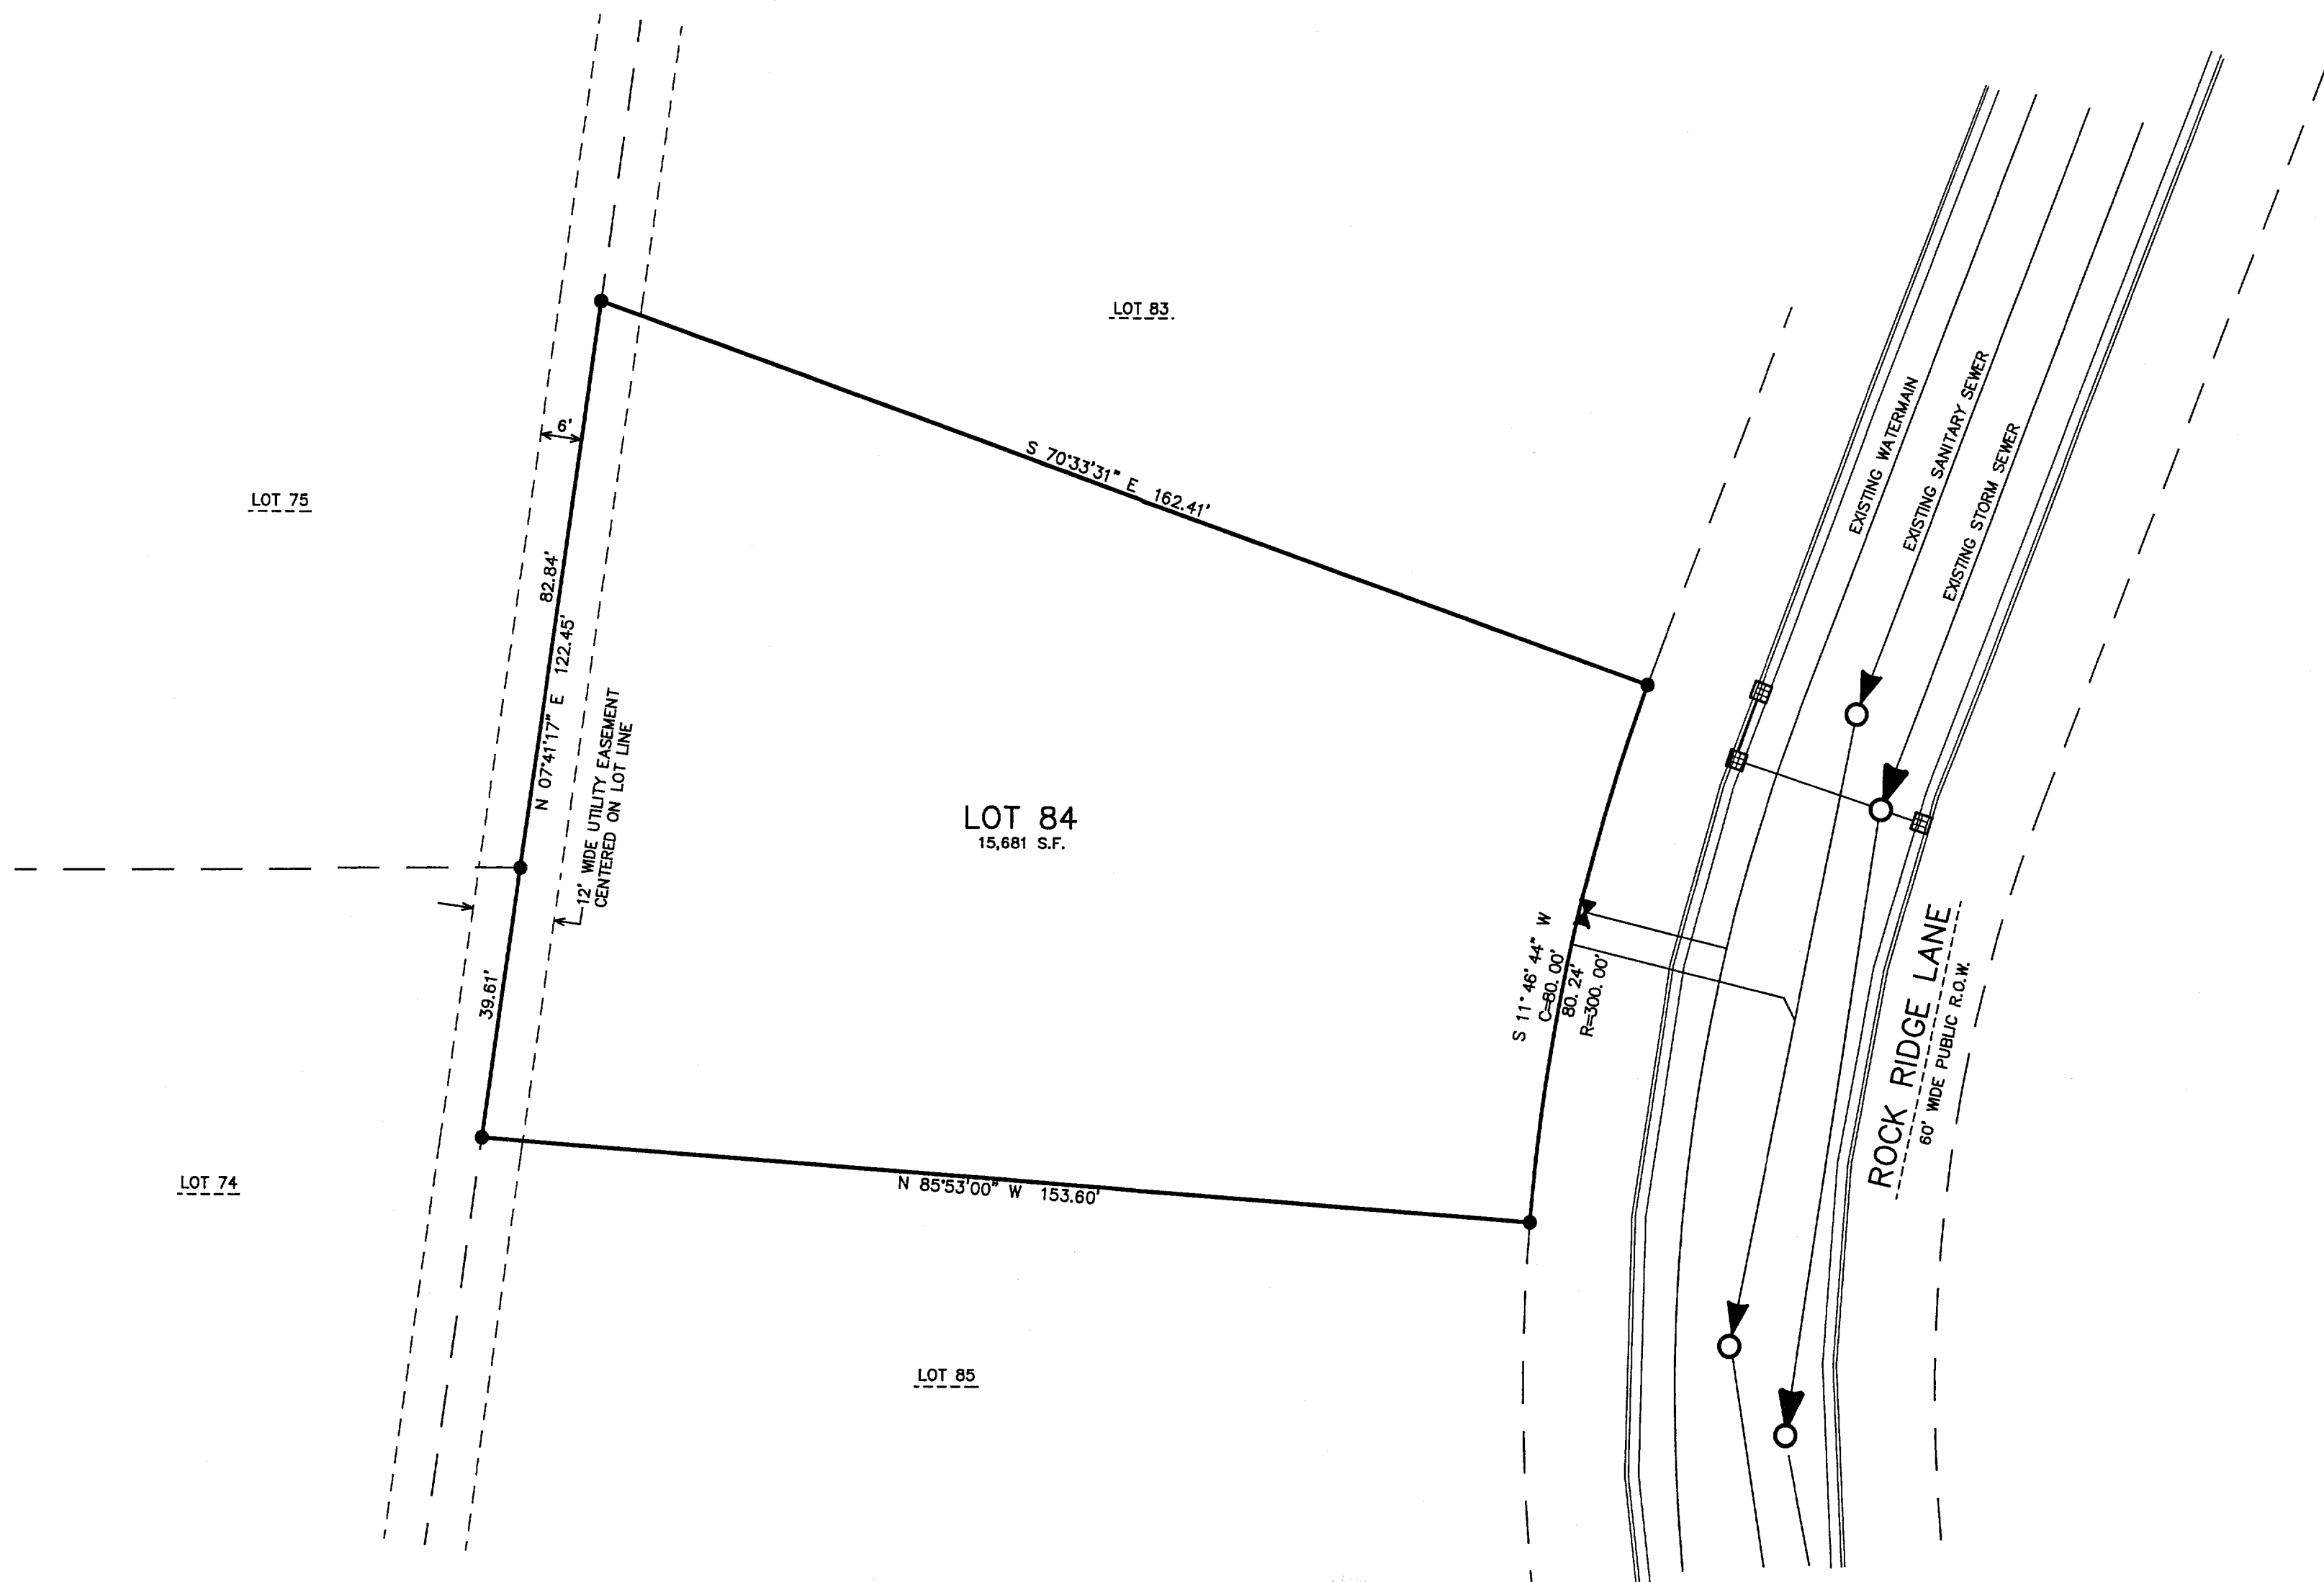 LOT 83
EXISTING WATERMAIN
EXISTING SANITARY SEWER
EXISTING STORM SEWER
6'
S 70°33'31" E 162.41'
LOT 75
82.84'
N 07°41'17" E 122.45'
12' WIDE UTILITY EASEMENT
CENTERED ON LOT LINE
LOT 84
15,681 S.F.
39.61'
S 11° 46' 44" W
C=80. 00'
80. 24'
R=300. 00'
ROCK RIDGE LANE
60' WIDE PUBLIC R.O.W.
LOT 74
N 85°53'00" W 153.60'
LOT 85